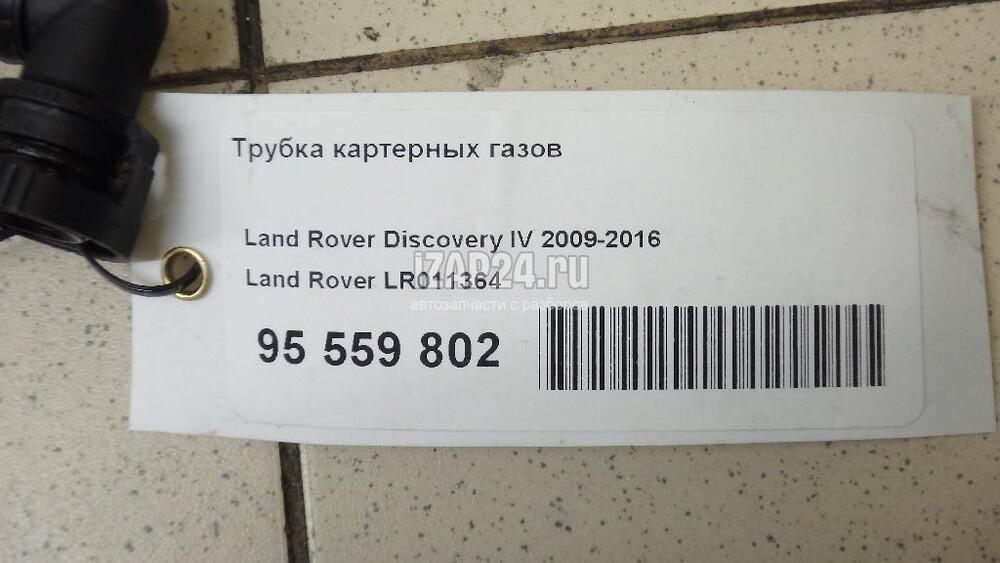 Трубка картерных газов
Land Rover Discovery IV 2009-2016
IZAP24.ru
Land Rover LR011364
автозапчасти с разборов
95 559 802